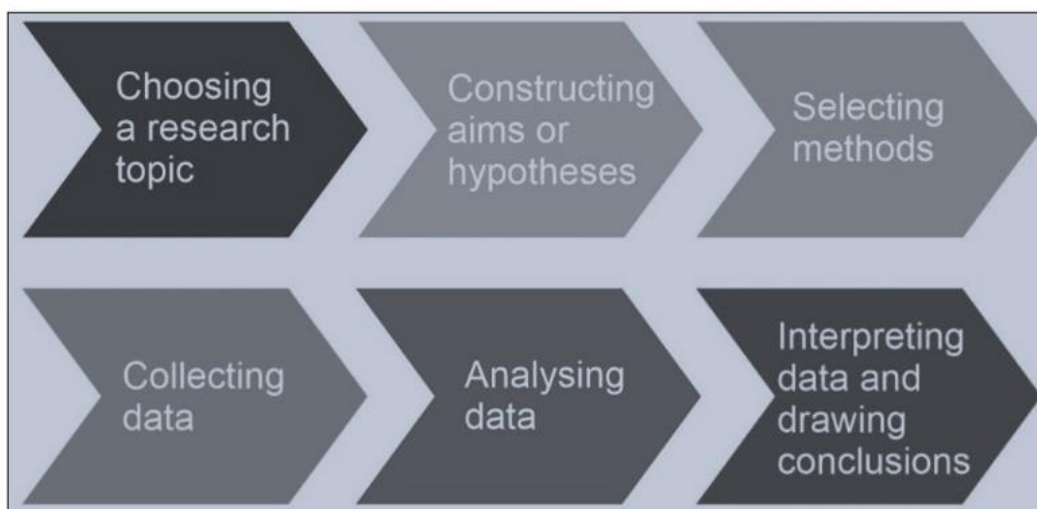 Choosing
a research
topic
Constructing
aims or
hypotheses
Selecting
methods
Collecting
data
Analysing
data
Interpreting
data and
drawing
conclusions